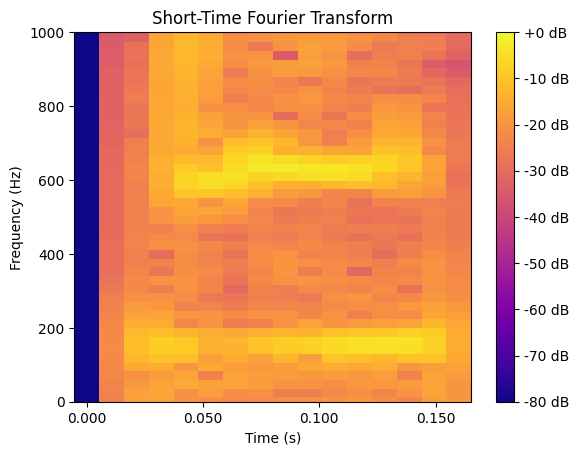 Short-Time Fourier Transform
1000
800
600
400
200
0
Frequency (Hz)
0.000
0.050
0.100
0.150
Time (s)
+0 dB
-10 dB
-20 dB
-30 dB
-40 dB
-50 dB
-60 dB
-70 dB
-80 dB